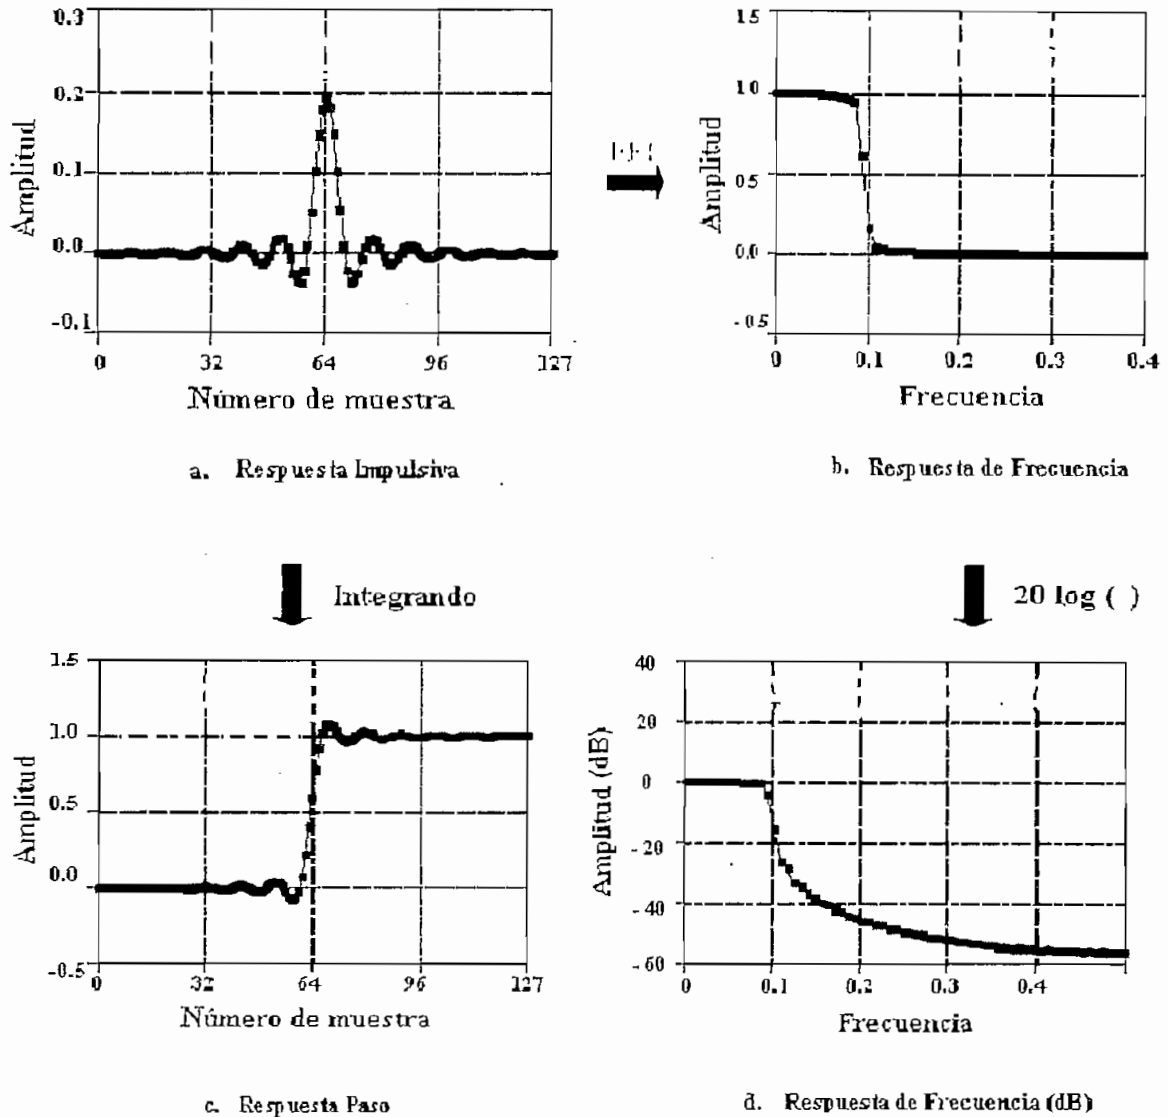 0.3
0.2
0.1
0.0
-0.1
Amplitud
0
32
64
96
127
Número de muestra
a. Respuesta Impulsiva
1.5
1.0
0.5
0.0
-0.5
Amplitud
0
0.1
0.2
0.3
0.4
Frecuencia
b. Respuesta de Frecuencia
Integrando
20 log ( )
1.5
1.0
0.5
0.0
-0.5
Amplitud
0
32
64
96
127
Número de muestra
c. Respuesta Paso
40
20
0
-20
-40
-60
Amplitud (dB)
0
0.1
0.2
0.3
0.4
Frecuencia
d. Respuesta de Frecuencia (dB)